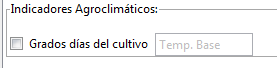 Indicadores Agroclimáticos:
Grados días del cultivo Temp. Base